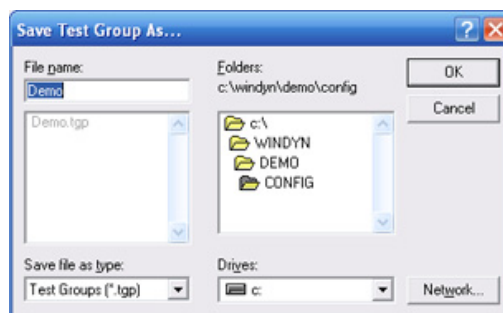 Save Test Group As...
File name:
Demo
Demo.tgp
Save file as type:
Test Groups (*.tgp)
Folders:
c:\windyn\demo\config
c:\
WINDYN
DEMO
CONFIG
Drives:
c:
OK
Cancel
Network...